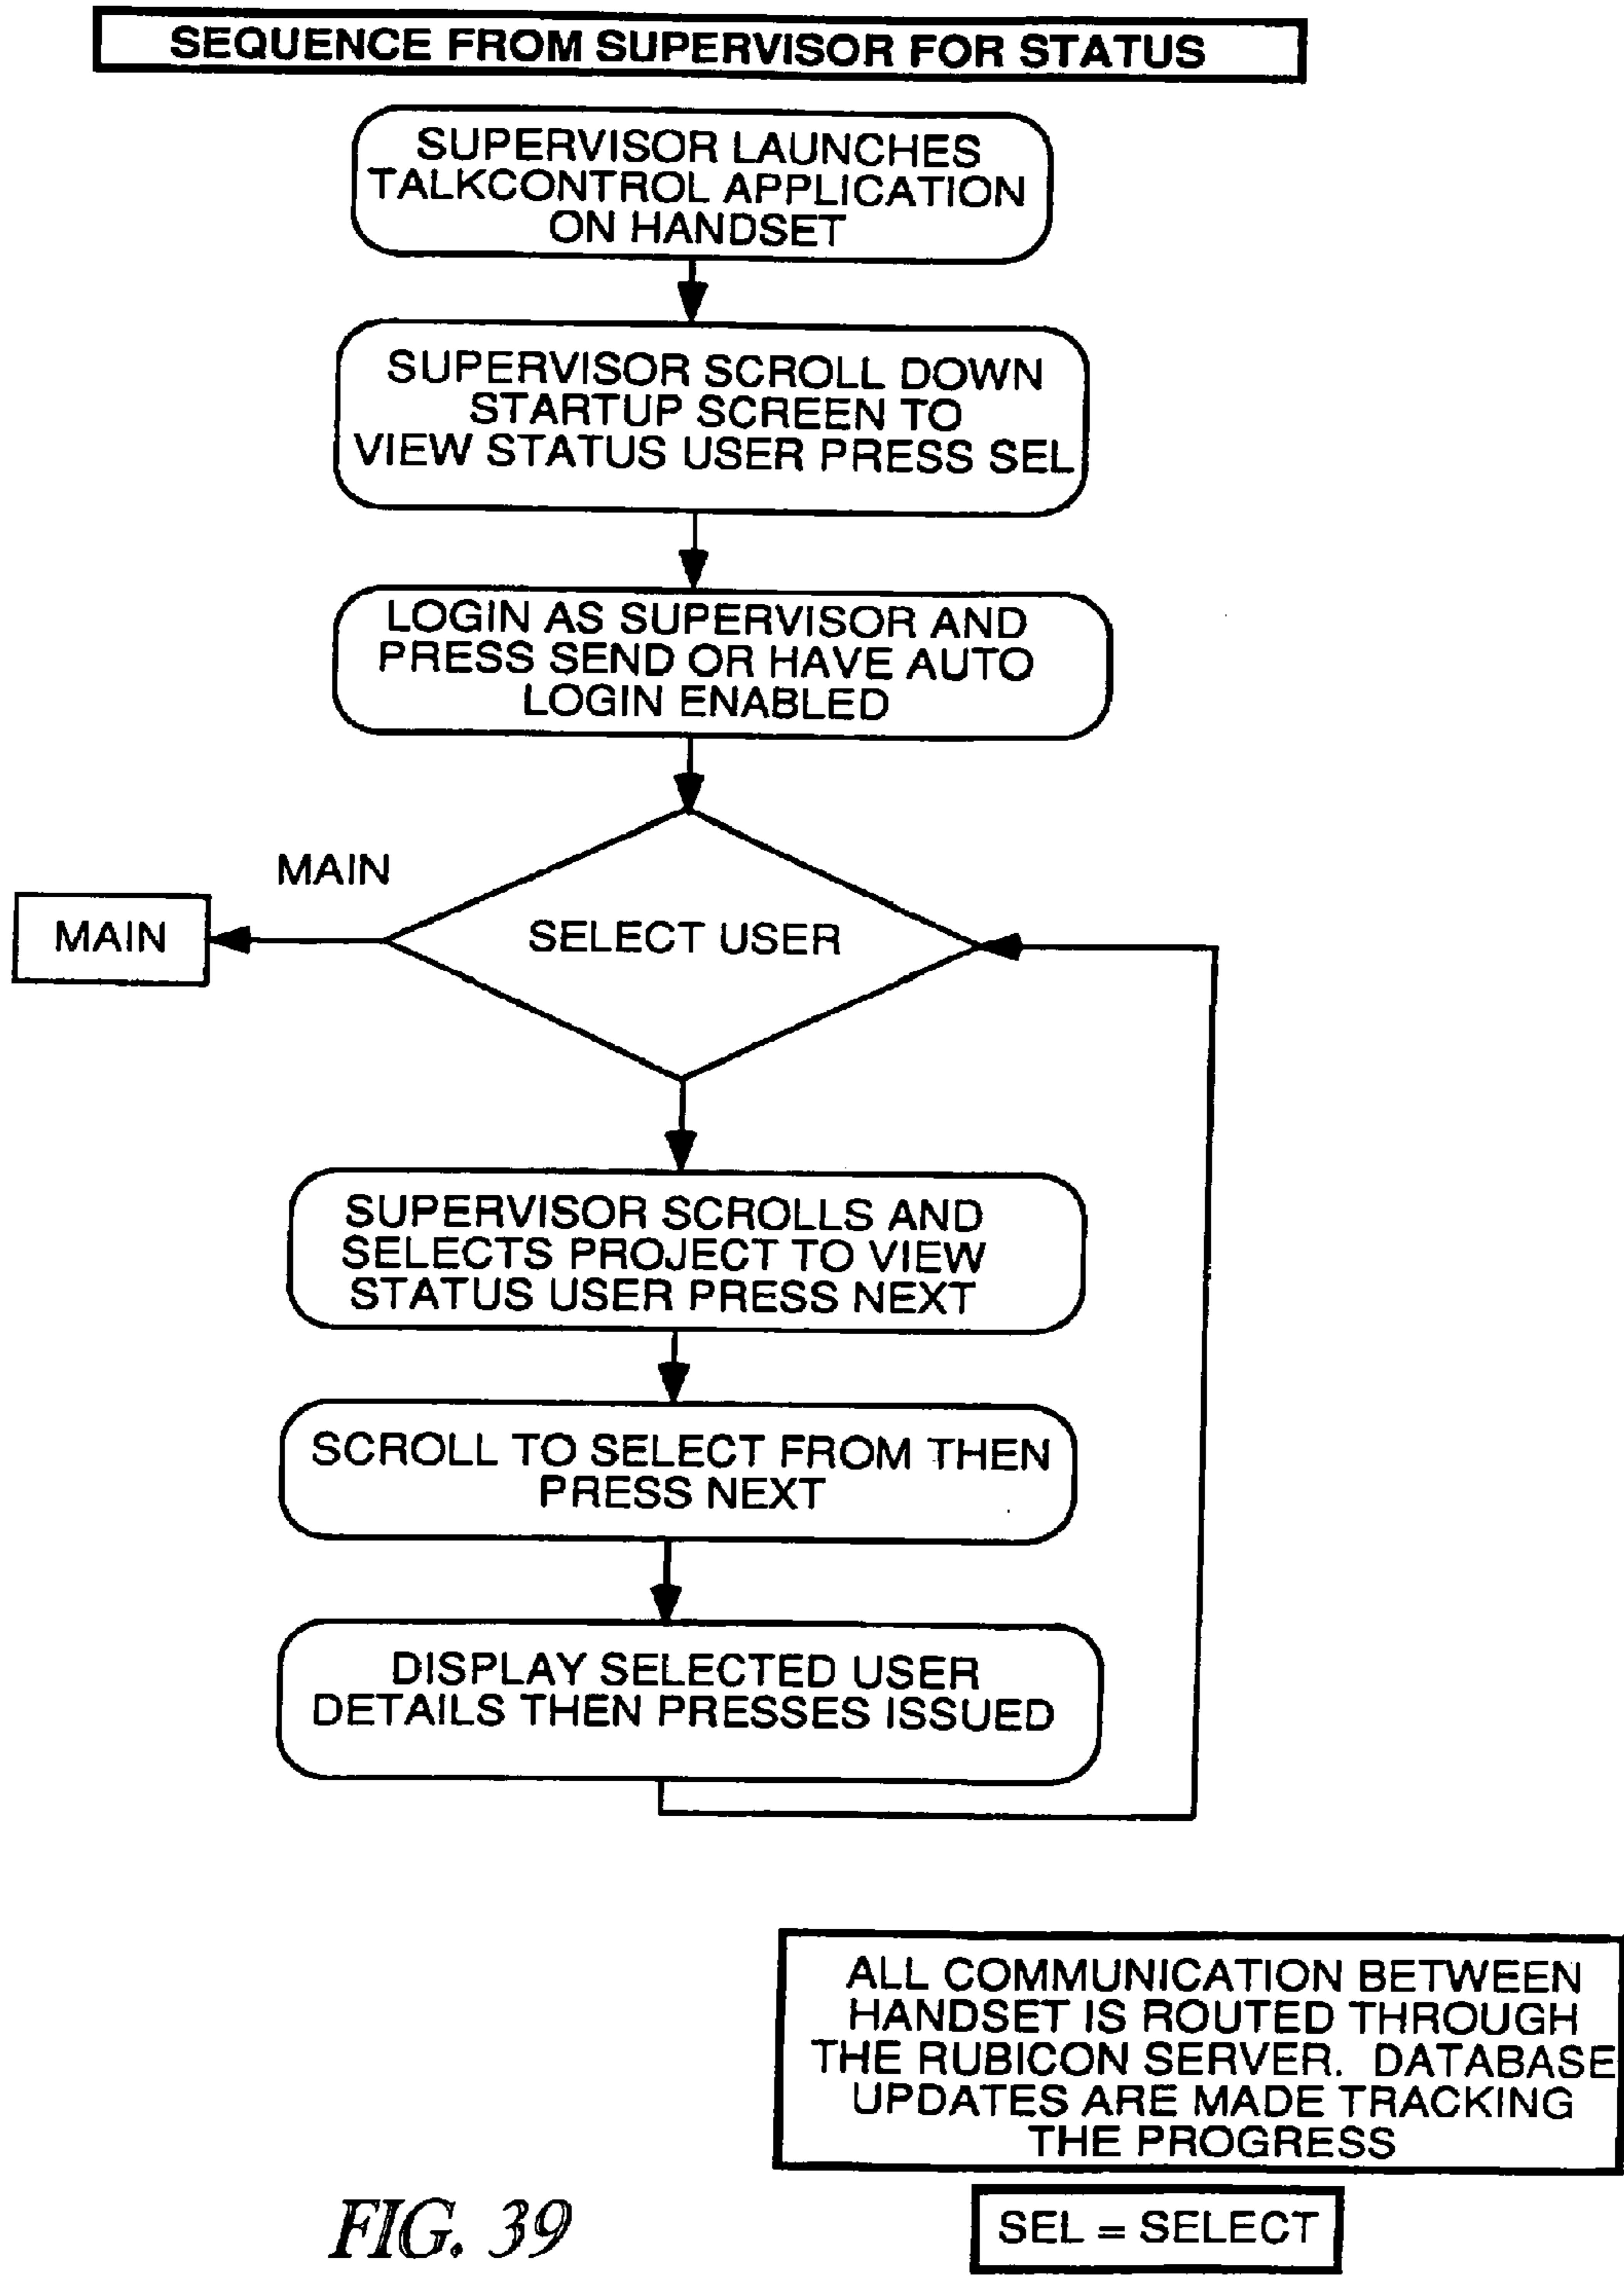 SEQUENCE FROM SUPERVISOR FOR STATUS
SUPERVISOR LAUNCHES
TALKCONTROL APPLICATION
ON HANDSET
SUPERVISOR SCROLL DOWN
STARTUP SCREEN TO
VIEW STATUS USER PRESS SEL
LOGIN AS SUPERVISOR AND
PRESS SEND OR HAVE AUTO
LOGIN ENABLED
MAIN
MAIN
SELECT USER
SUPERVISOR SCROLLS AND
SELECTS PROJECT TO VIEW
STATUS USER PRESS NEXT
SCROLL TO SELECT FROM THEN
PRESS NEXT
DISPLAY SELECTED USER
DETAILS THEN PRESSES ISSUED
ALL COMMUNICATION BETWEEN
HANDSET IS ROUTED THROUGH
THE RUBICON SERVER. DATABASE
UPDATES ARE MADE TRACKING
THE PROGRESS
SEL = SELECT
FIG. 39